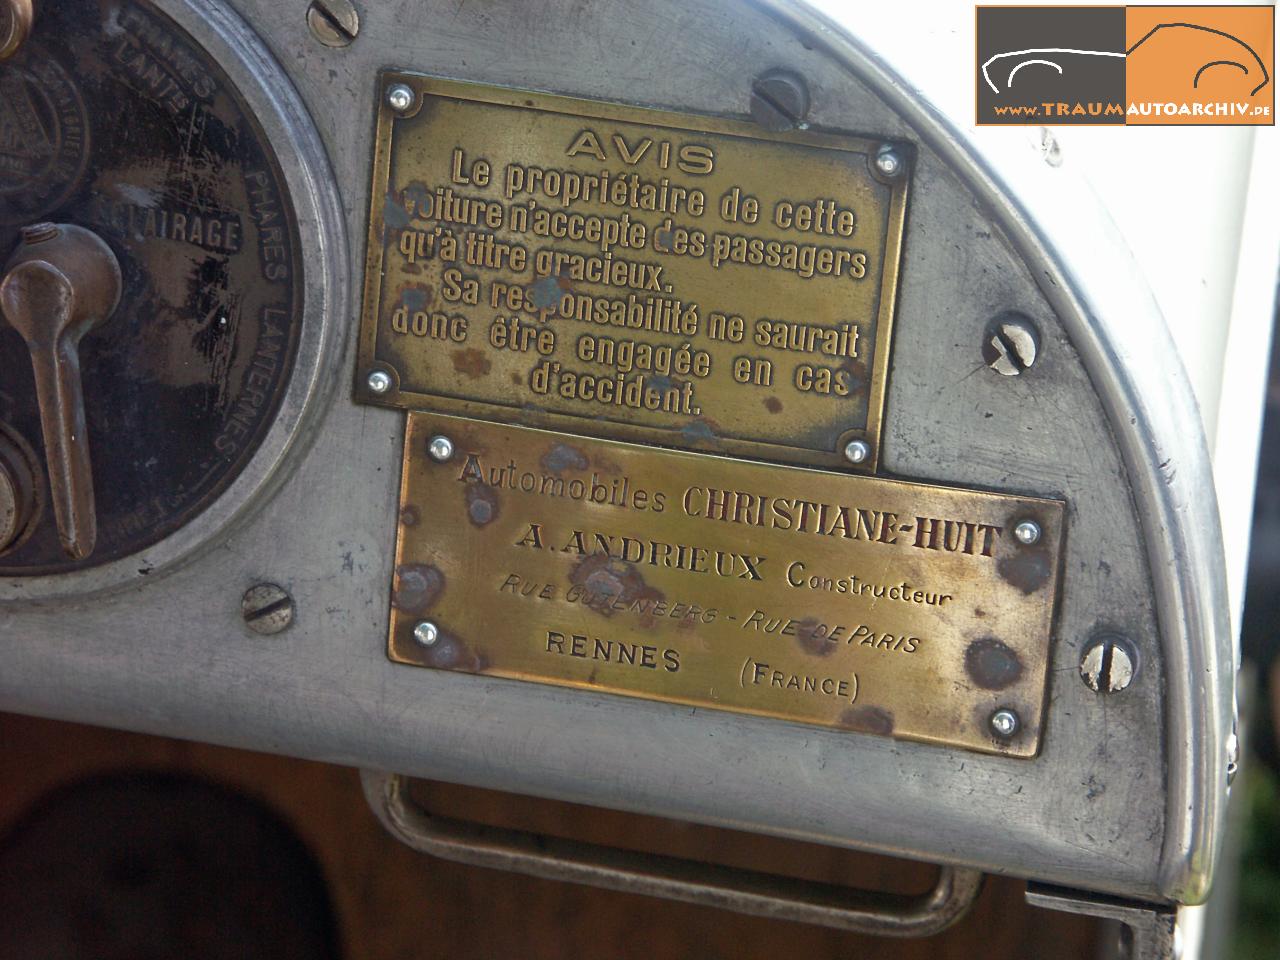 www.TRAUMAUTOARCHIV.DE
LANTES
ECLAIRAGE
PHARES LANTERNES
AVIS
Le propriétaire de cette
voiture n'accepte des passagers
qu'à titre gracieux.
Sa responsabilité ne saurait
donc être engagée en cas
d'accident.
Automobiles CHRISTIANE-HUIT
A. ANDRIEUX Constructeur
RUE GUTENBERG - RUE DE PARIS
RENNES (FRANCE)